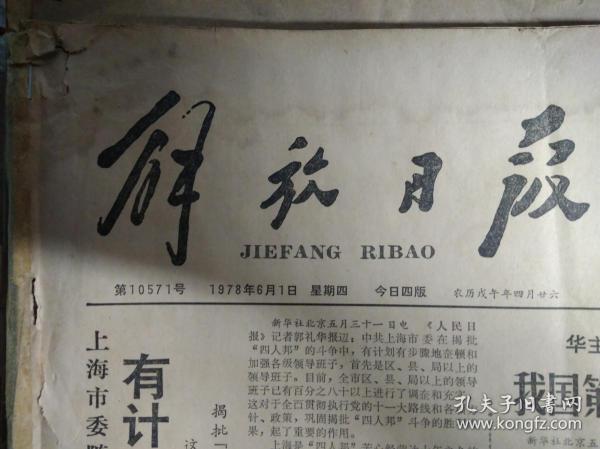 解放日报
JIEFANG RIBAO
第10571号 1978年6月1日 星期四 今日四版 农历戊午年四月廿六
上海市委
有计
揭批「
这
新华社北京五月三十一日电 《人民日
报》记者郭礼华报道：中共上海市委在揭批
“四人帮”的斗争中，有计划有步骤地整顿和
加强各级领导班子，首先是区、县、局以上的
领导班子，目前，全市区、县、局以上的领导
班子已有百分之八十以上进行了调整和充
这对于全面贯彻执行党的十一大路线和各
针、政策，巩固揭批“四人帮”斗争的胜
果，起了重要的作用。
华主
我国第
新华社北京五
孔夫子旧书网
book.kongfz.com